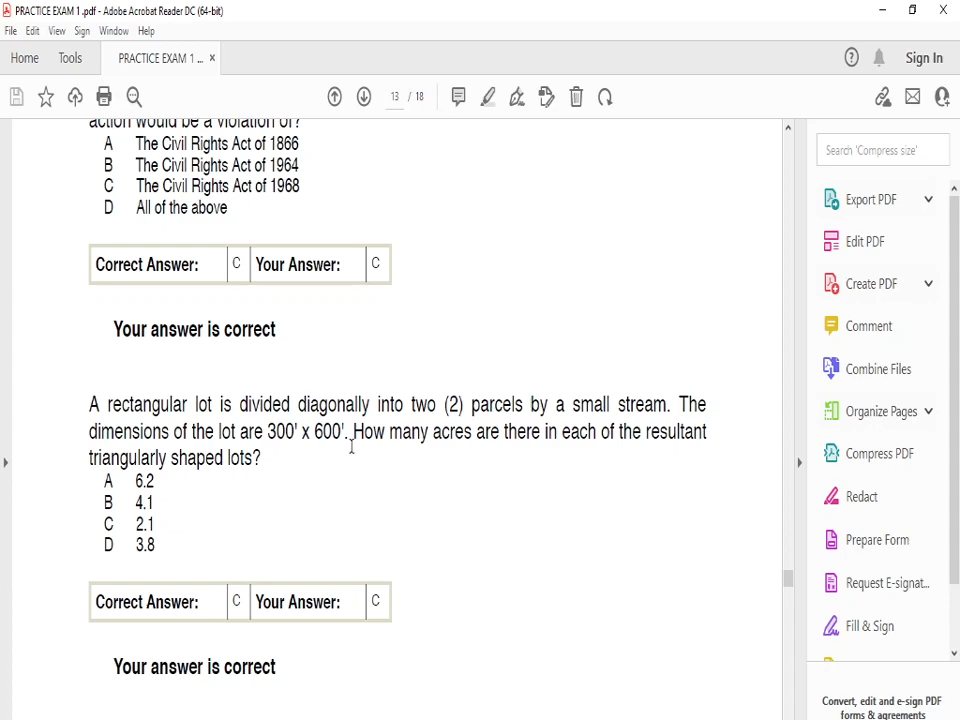 PRACTICE EXAM 1 .pdf - Adobe Acrobat Reader DC (64-bit)
File Edit View Sign Window Help
Home Tools PRACTICE EXAM 1 ... × Sign In
13 / 18
action would be a violation of?
A The Civil Rights Act of 1866
B The Civil Rights Act of 1964
C The Civil Rights Act of 1968
D All of the above
Correct Answer: C Your Answer: C
Your answer is correct
A rectangular lot is divided diagonally into two (2) parcels by a small stream. The
dimensions of the lot are 300' x 600'. How many acres are there in each of the resultant
triangularly shaped lots?
A 6.2
B 4.1
C 2.1
D 3.8
Correct Answer: C Your Answer: C
Your answer is correct
Search 'Compress size'
Export PDF
Edit PDF
Create PDF
Comment
Combine Files
Organize Pages
Compress PDF
Redact
Prepare Form
Request E-signat...
Fill & Sign
Convert, edit and e-sign PDF
forms & agreements